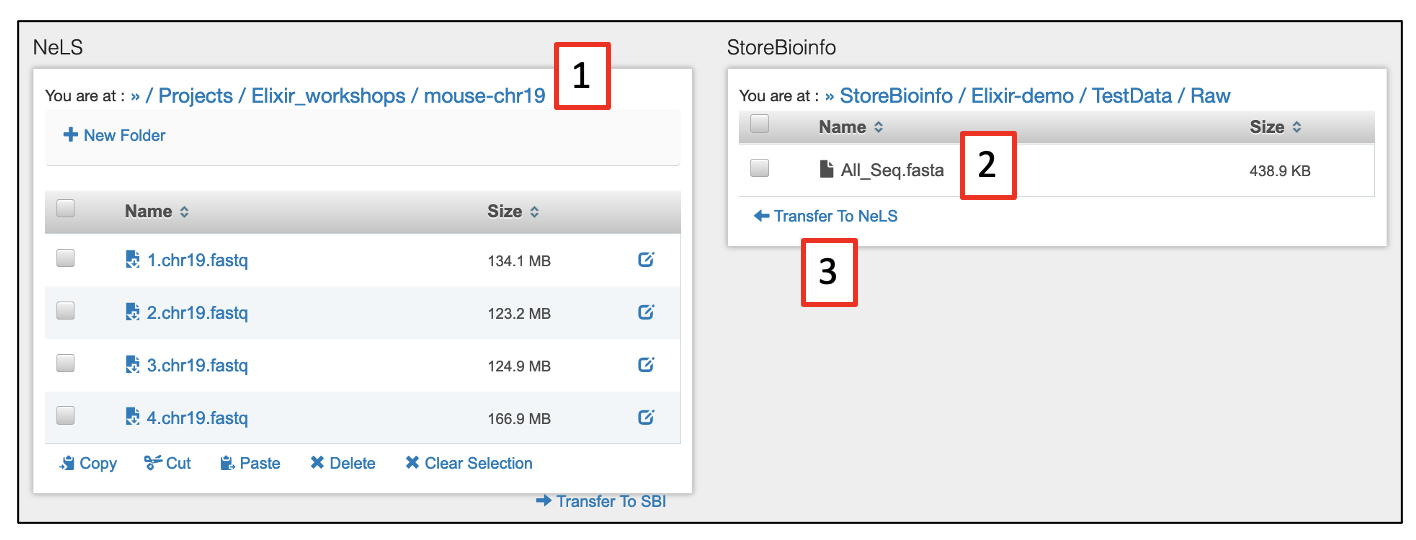 NeLS
1
You are at : » / Projects / Elixir_workshops / mouse-chr19
New Folder
Name Size
1.chr19.fastq 134.1 MB
2.chr19.fastq 123.2 MB
3.chr19.fastq 124.9 MB
4.chr19.fastq 166.9 MB
Copy Cut Paste Delete Clear Selection
Transfer To SBI
StoreBioinfo
You are at : » StoreBioinfo / Elixir-demo / TestData / Raw
Name Size
All_Seq.fasta 438.9 KB
2
Transfer To NeLS
3